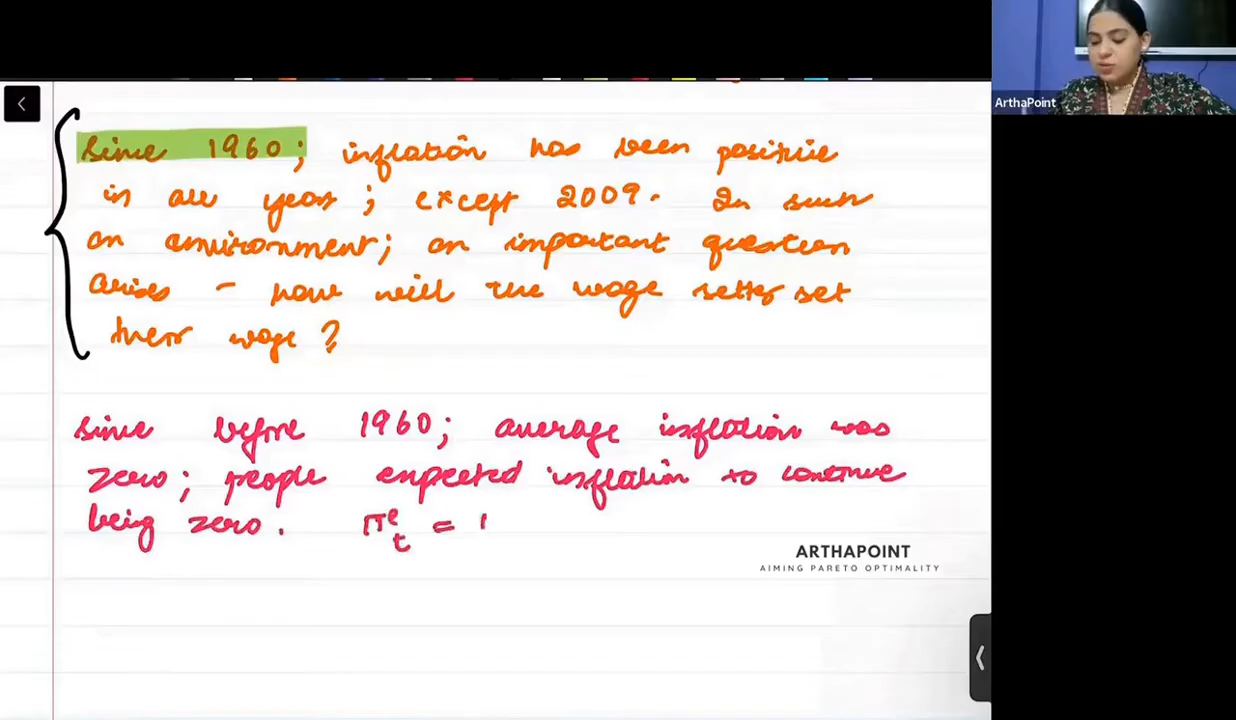 Since 1960; inflation has been positive
in all years; except 2009. In such
an environment; an important question
arises - how will the wage setters set
their wage ?
since before 1960; average inflation was
zero; people expected inflation to continue
being zero. πᵉₜ =
ARTHAPOINT
AIMING PARETO OPTIMALITY
ArthaPoint